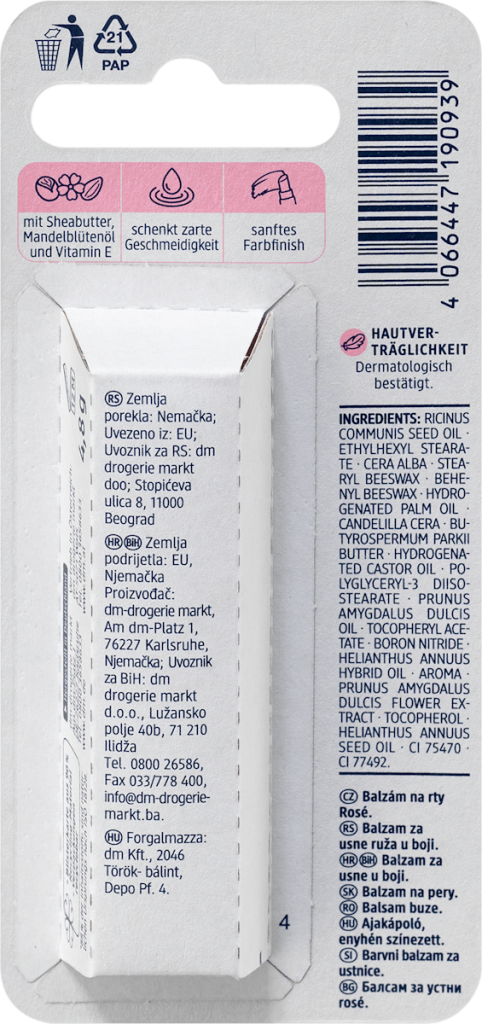 21
PAP
mit Sheabutter,
Mandelblütenöl
und Vitamin E
schenkt zarte
Geschmeidigkeit
sanftes
Farbfinish
4 066447 190939
HAUTVER-
TRÄGLICHKEIT
Dermatologisch
bestätigt.
INGREDIENTS: RICINUS
COMMUNIS SEED OIL ·
ETHYLHEXYL STEARA-
TE · CERA ALBA · STEA-
RYL BEESWAX · BEHE-
NYL BEESWAX · HYDRO-
GENATED PALM OIL ·
CANDELILLA CERA · BU-
TYROSPERMUM PARKII
BUTTER · HYDROGENA-
TED CASTOR OIL · PO-
LYGLYCERYL-3 DIISO-
STEARATE · PRUNUS
AMYGDALUS DULCIS
OIL · TOCOPHERYL ACE-
TATE · BORON NITRIDE ·
HELIANTHUS ANNUUS
HYBRID OIL · AROMA ·
PRUNUS AMYGDALUS
DULCIS FLOWER EX-
TRACT · TOCOPHEROL ·
HELIANTHUS ANNUUS
SEED OIL · CI 75470 ·
CI 77492.
CZ Balzám na rty
Rosé.
RS Balzam za
usne ruža u boji.
HR BiH Balzam za
usne u boji.
SK Balzam na pery.
RO Balsam buze.
HU Ajakápoló,
enyhén színezett.
SI Barvni balzam za
ustnice.
BG Балсам за устни
rosé.
4,8 g
RS Zemlja
porekla: Nemačka;
Uvezeno iz: EU;
Uvoznik za RS: dm
drogerie markt
doo; Stopićeva
ulica 8, 11000
Beograd
HR BiH Zemlja
podrijetla: EU,
Njemačka
Proizvođač:
dm-drogerie markt,
Am dm-Platz 1,
76227 Karlsruhe,
Njemačka; Uvoznik
za BiH: dm
drogerie markt
d.o.o., Lužansko
polje 40b, 71 210
Ilidža
Tel. 0800 26586,
Fax 033/778 400,
info@dm-drogerie-
markt.ba.
HU Forgalmazza:
dm Kft., 2046
Török- bálint,
Depo Pf. 4.
4